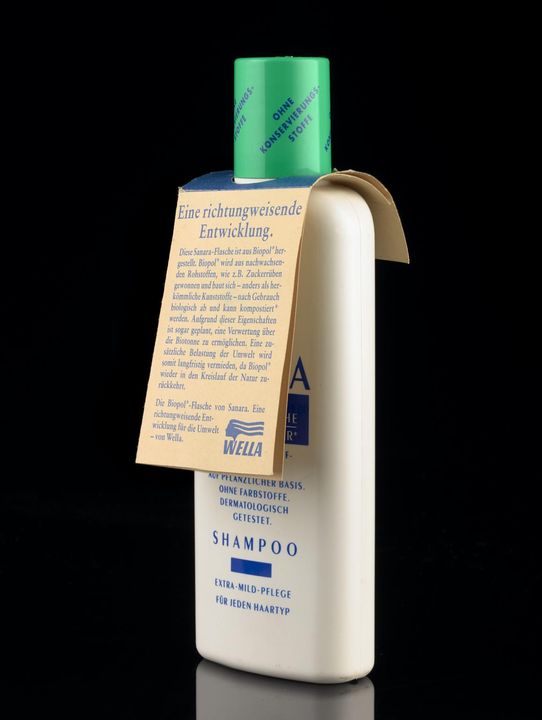 OHNE
KONSERVIERUNGS-
STOFFE
Eine richtungweisende
Entwicklung.
Diese Sanara-Flasche ist aus Biopol® her-
gestellt. Biopol® wird aus nachwachsen-
den Rohstoffen, wie z.B. Zuckerrüben
gewonnen und baut sich – anders als her-
kömmliche Kunststoffe – nach Gebrauch
biologisch ab und kann kompostiert*
werden. Aufgrund dieser Eigenschaften
ist sogar geplant, eine Verwertung über
die Biotonne zu ermöglichen. Eine zu-
sätzliche Belastung der Umwelt wird
somit langfristig vermieden, da Biopol®
wieder in den Kreislauf der Natur zu-
rückkehrt.
Die Biopol®-Flasche von Sanara. Eine
richtungweisende Ent-
wicklung für die Umwelt
– von Wella.
WELLA
A
AUF PFLANZLICHER BASIS.
OHNE FARBSTOFFE.
DERMATOLOGISCH
GETESTET.
SHAMPOO
EXTRA-MILD-PFLEGE
FÜR JEDEN HAARTYP